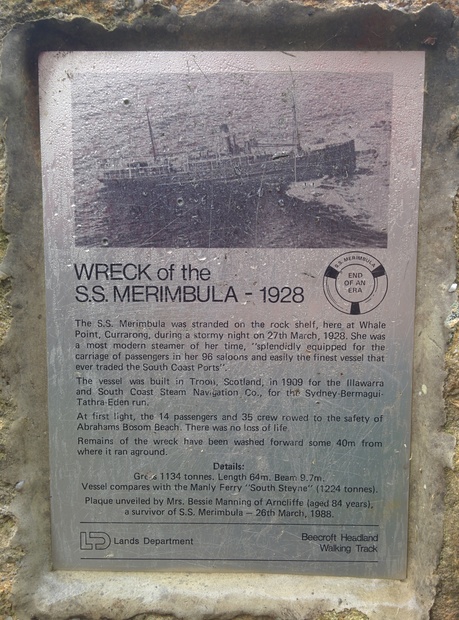 WRECK of the
S.S. MERIMBULA - 1928
S.S. MERIMBULA
END
OF AN
ERA
The S.S. Merimbula was stranded on the rock shelf, here at Whale
Point, Currarong, during a stormy night on 27th March, 1928. She was
a most modern steamer of her time, "splendidly equipped for the
carriage of passengers in her 96 saloons and easily the finest vessel that
ever traded the South Coast Ports".
The vessel was built in Troon, Scotland, in 1909 for the Illawarra
and South Coast Steam Navigation Co., for the Sydney-Bermagui-
Tathra-Eden run.
At first light, the 14 passengers and 35 crew rowed to the safety of
Abrahams Bosom Beach. There was no loss of life.
Remains of the wreck have been washed forward some 40m from
where it ran aground.
Details:
Gross 1134 tonnes. Length 64m. Beam 9.7m.
Vessel compares with the Manly Ferry "South Steyne" (1224 tonnes).
Plaque unveiled by Mrs. Bessie Manning of Arncliffe (aged 84 years),
a survivor of S.S. Merimbula — 26th March, 1988.
LD Lands Department
Beecroft Headland
Walking Track